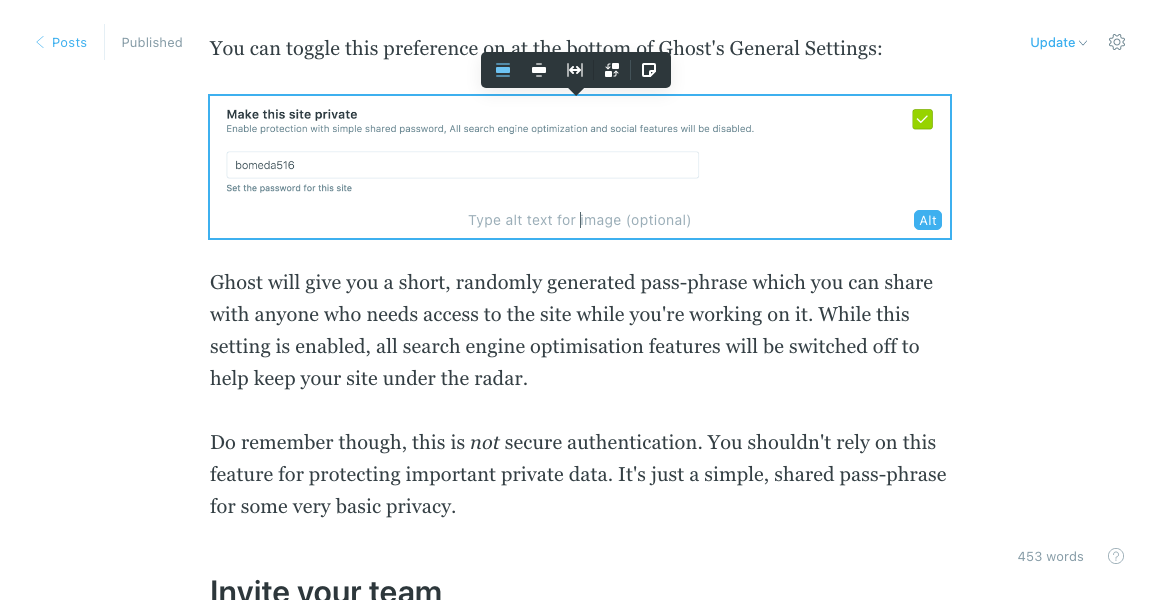 Posts
Published
Update
You can toggle this preference on at the bottom of Ghost's General Settings:
Make this site private
Enable protection with simple shared password, All search engine optimization and social features will be disabled.
bomeda516
Set the password for this site
Type alt text for image (optional)
Alt
Ghost will give you a short, randomly generated pass-phrase which you can share
with anyone who needs access to the site while you're working on it. While this
setting is enabled, all search engine optimisation features will be switched off to
help keep your site under the radar.
Do remember though, this is not secure authentication. You shouldn't rely on this
feature for protecting important private data. It's just a simple, shared pass-phrase
for some very basic privacy.
453 words
?
Invite your team